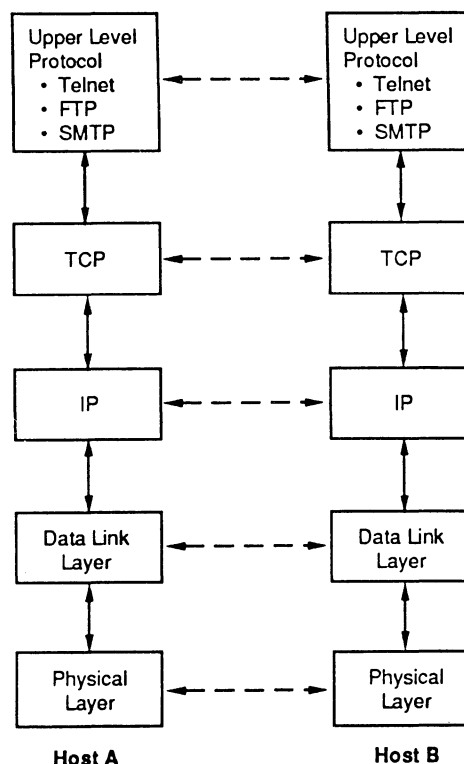 Upper Level
Protocol
• Telnet
• FTP
• SMTP
TCP
IP
Data Link
Layer
Physical
Layer
Host A
Upper Level
Protocol
• Telnet
• FTP
• SMTP
TCP
IP
Data Link
Layer
Physical
Layer
Host B